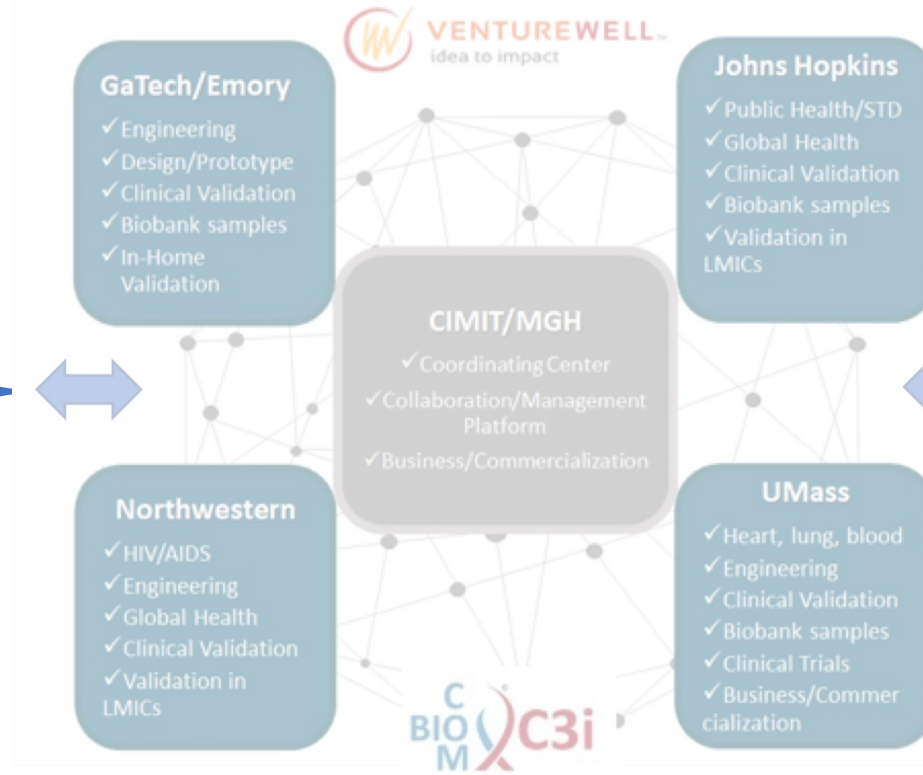 VENTUREWELL
idea to impact
GaTech/Emory
✓Engineering
✓Design/Prototype
✓Clinical Validation
✓Biobank samples
✓In-Home
Validation
Johns Hopkins
✓Public Health/STD
✓Global Health
✓Clinical Validation
✓Biobank samples
✓Validation in
LMICs
CIMIT/MGH
✓Coordinating Center
✓Collaboration/Management
Platform
✓Business/Commercialization
Northwestern
✓HIV/AIDS
✓Engineering
✓Global Health
✓Clinical Validation
✓Validation in
LMICs
UMass
✓Heart, lung, blood
✓Engineering
✓Clinical Validation
✓Biobank samples
✓Clinical Trials
✓Business/Commer
cialization
C
BIO
M
C3i